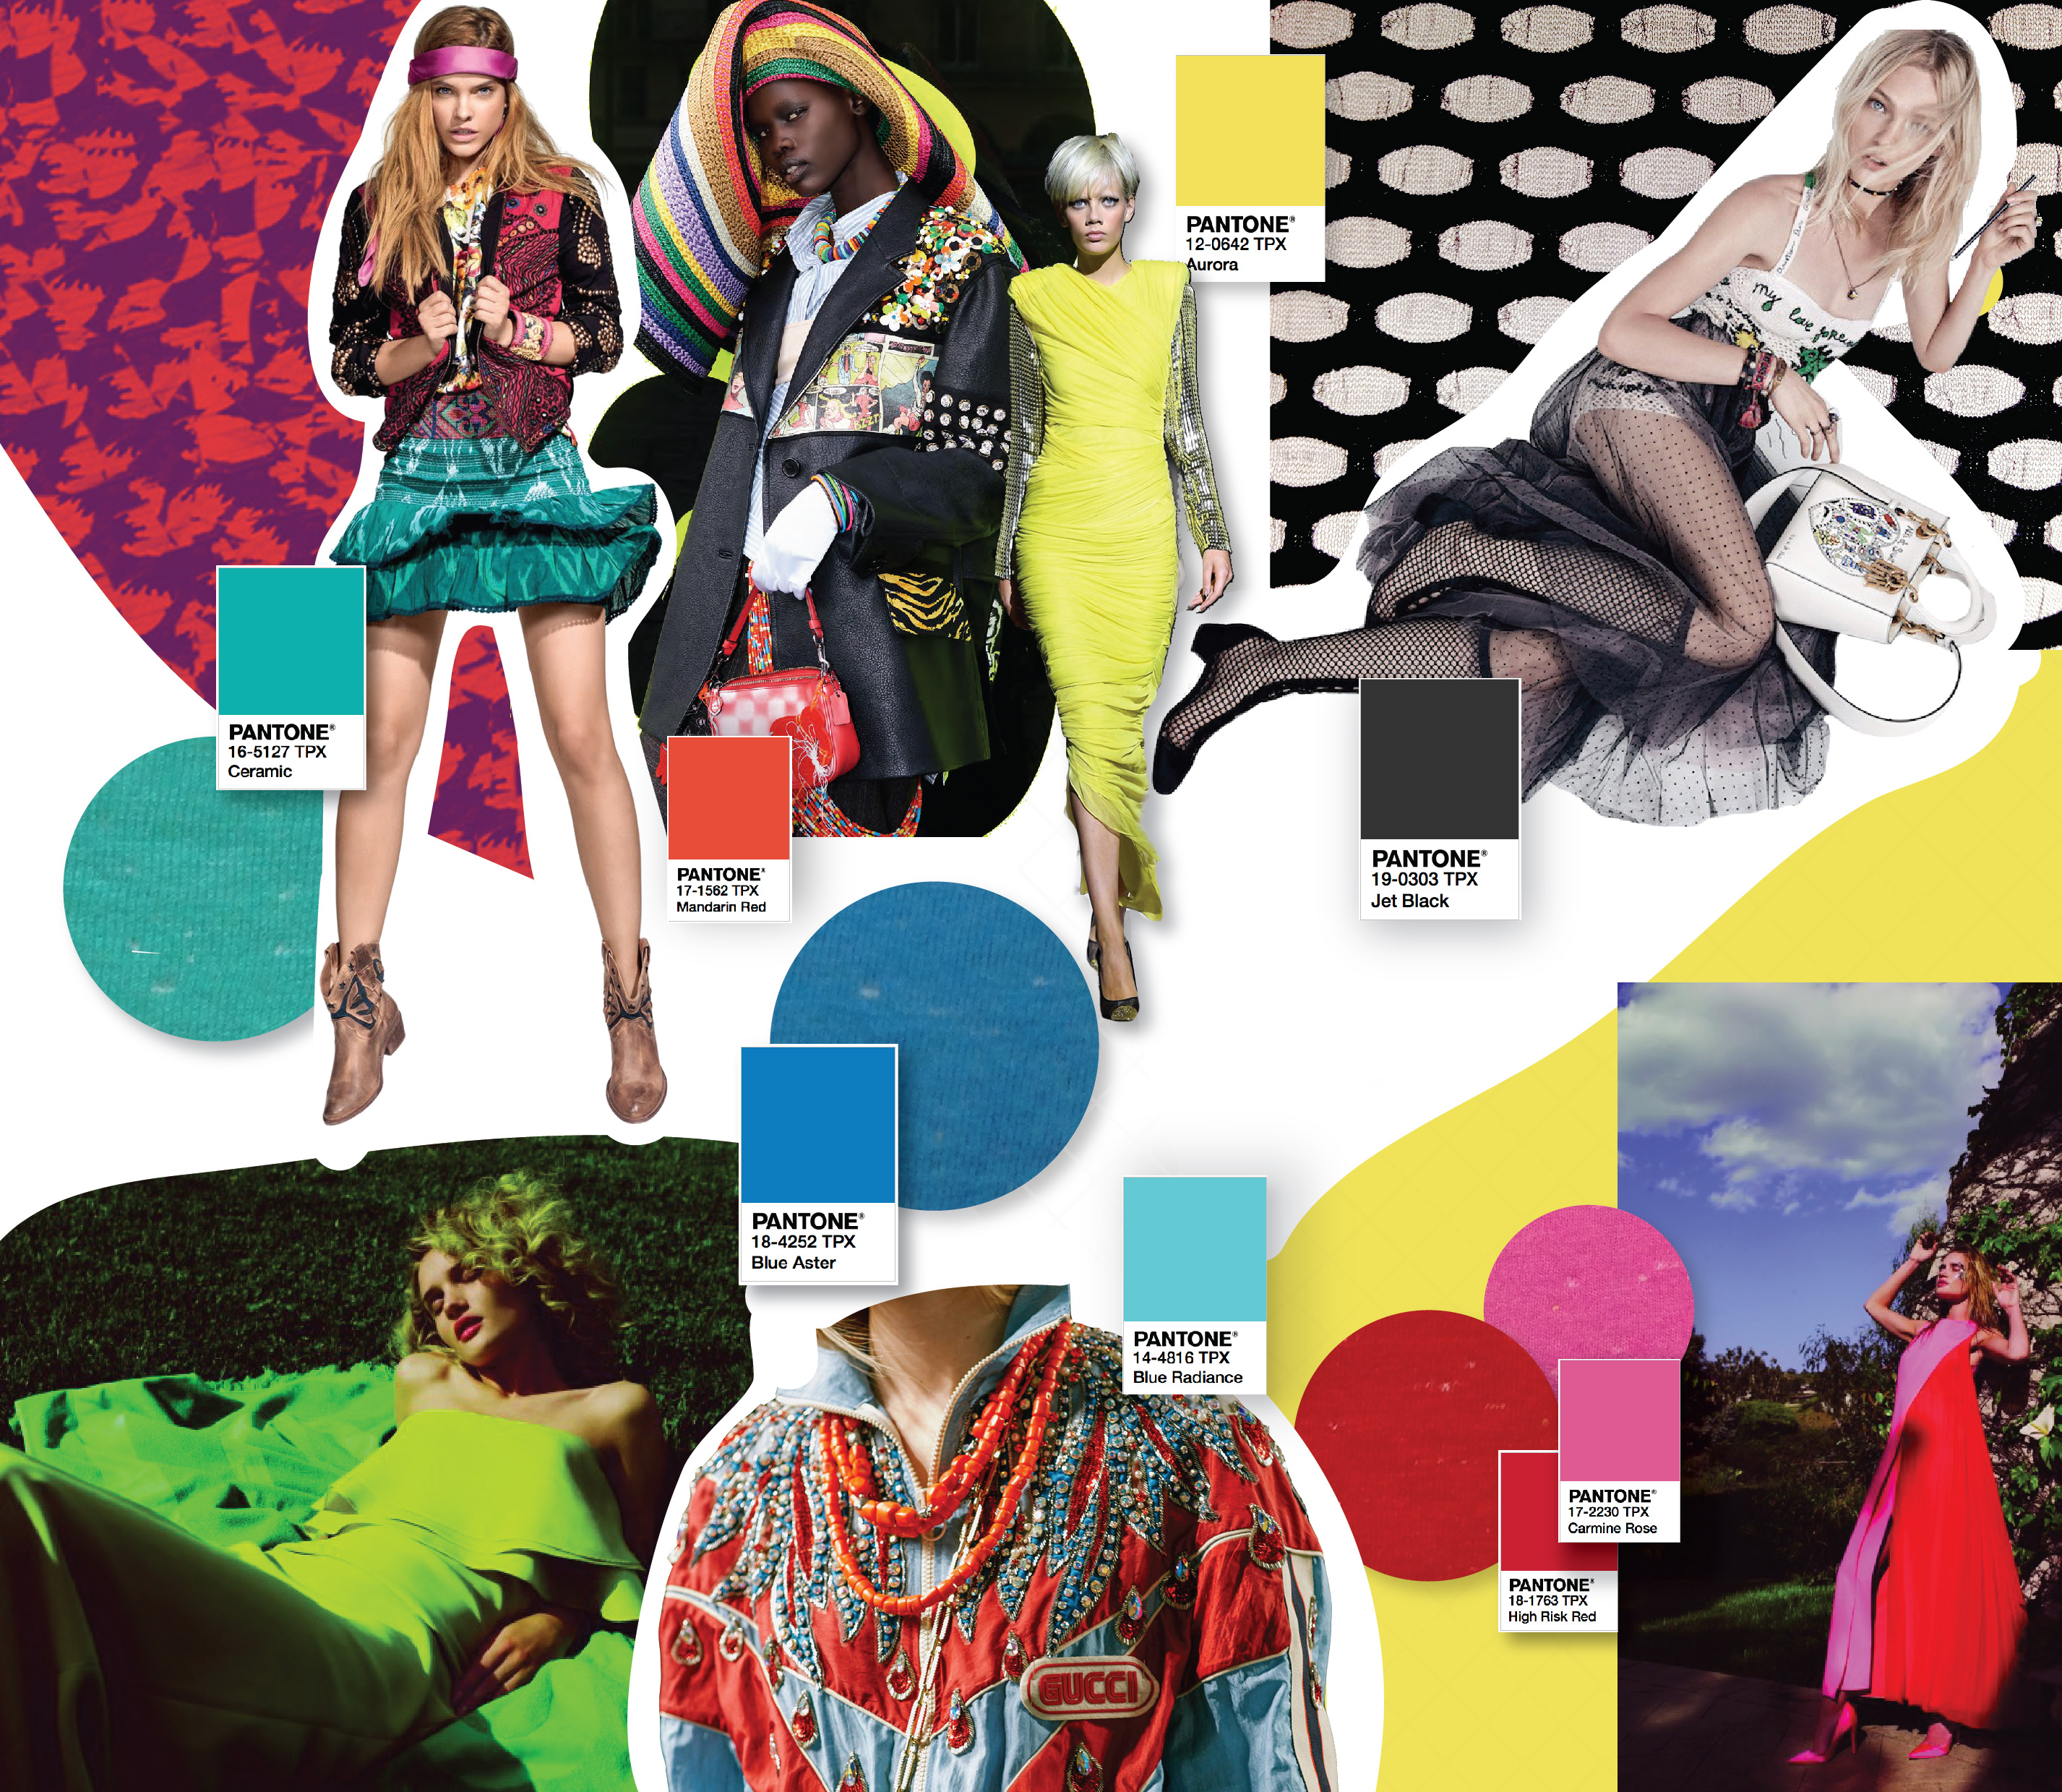 PANTONE®
12-0642 TPX
Aurora
my love
PANTONE®
16-5127 TPX
Ceramic
PANTONE®
17-1562 TPX
Mandarin Red
PANTONE®
19-0303 TPX
Jet Black
PANTONE®
18-4252 TPX
Blue Aster
PANTONE®
14-4816 TPX
Blue Radiance
PANTONE®
17-2230 TPX
Carmine Rose
PANTONE®
18-1763 TPX
High Risk Red
GUCCI